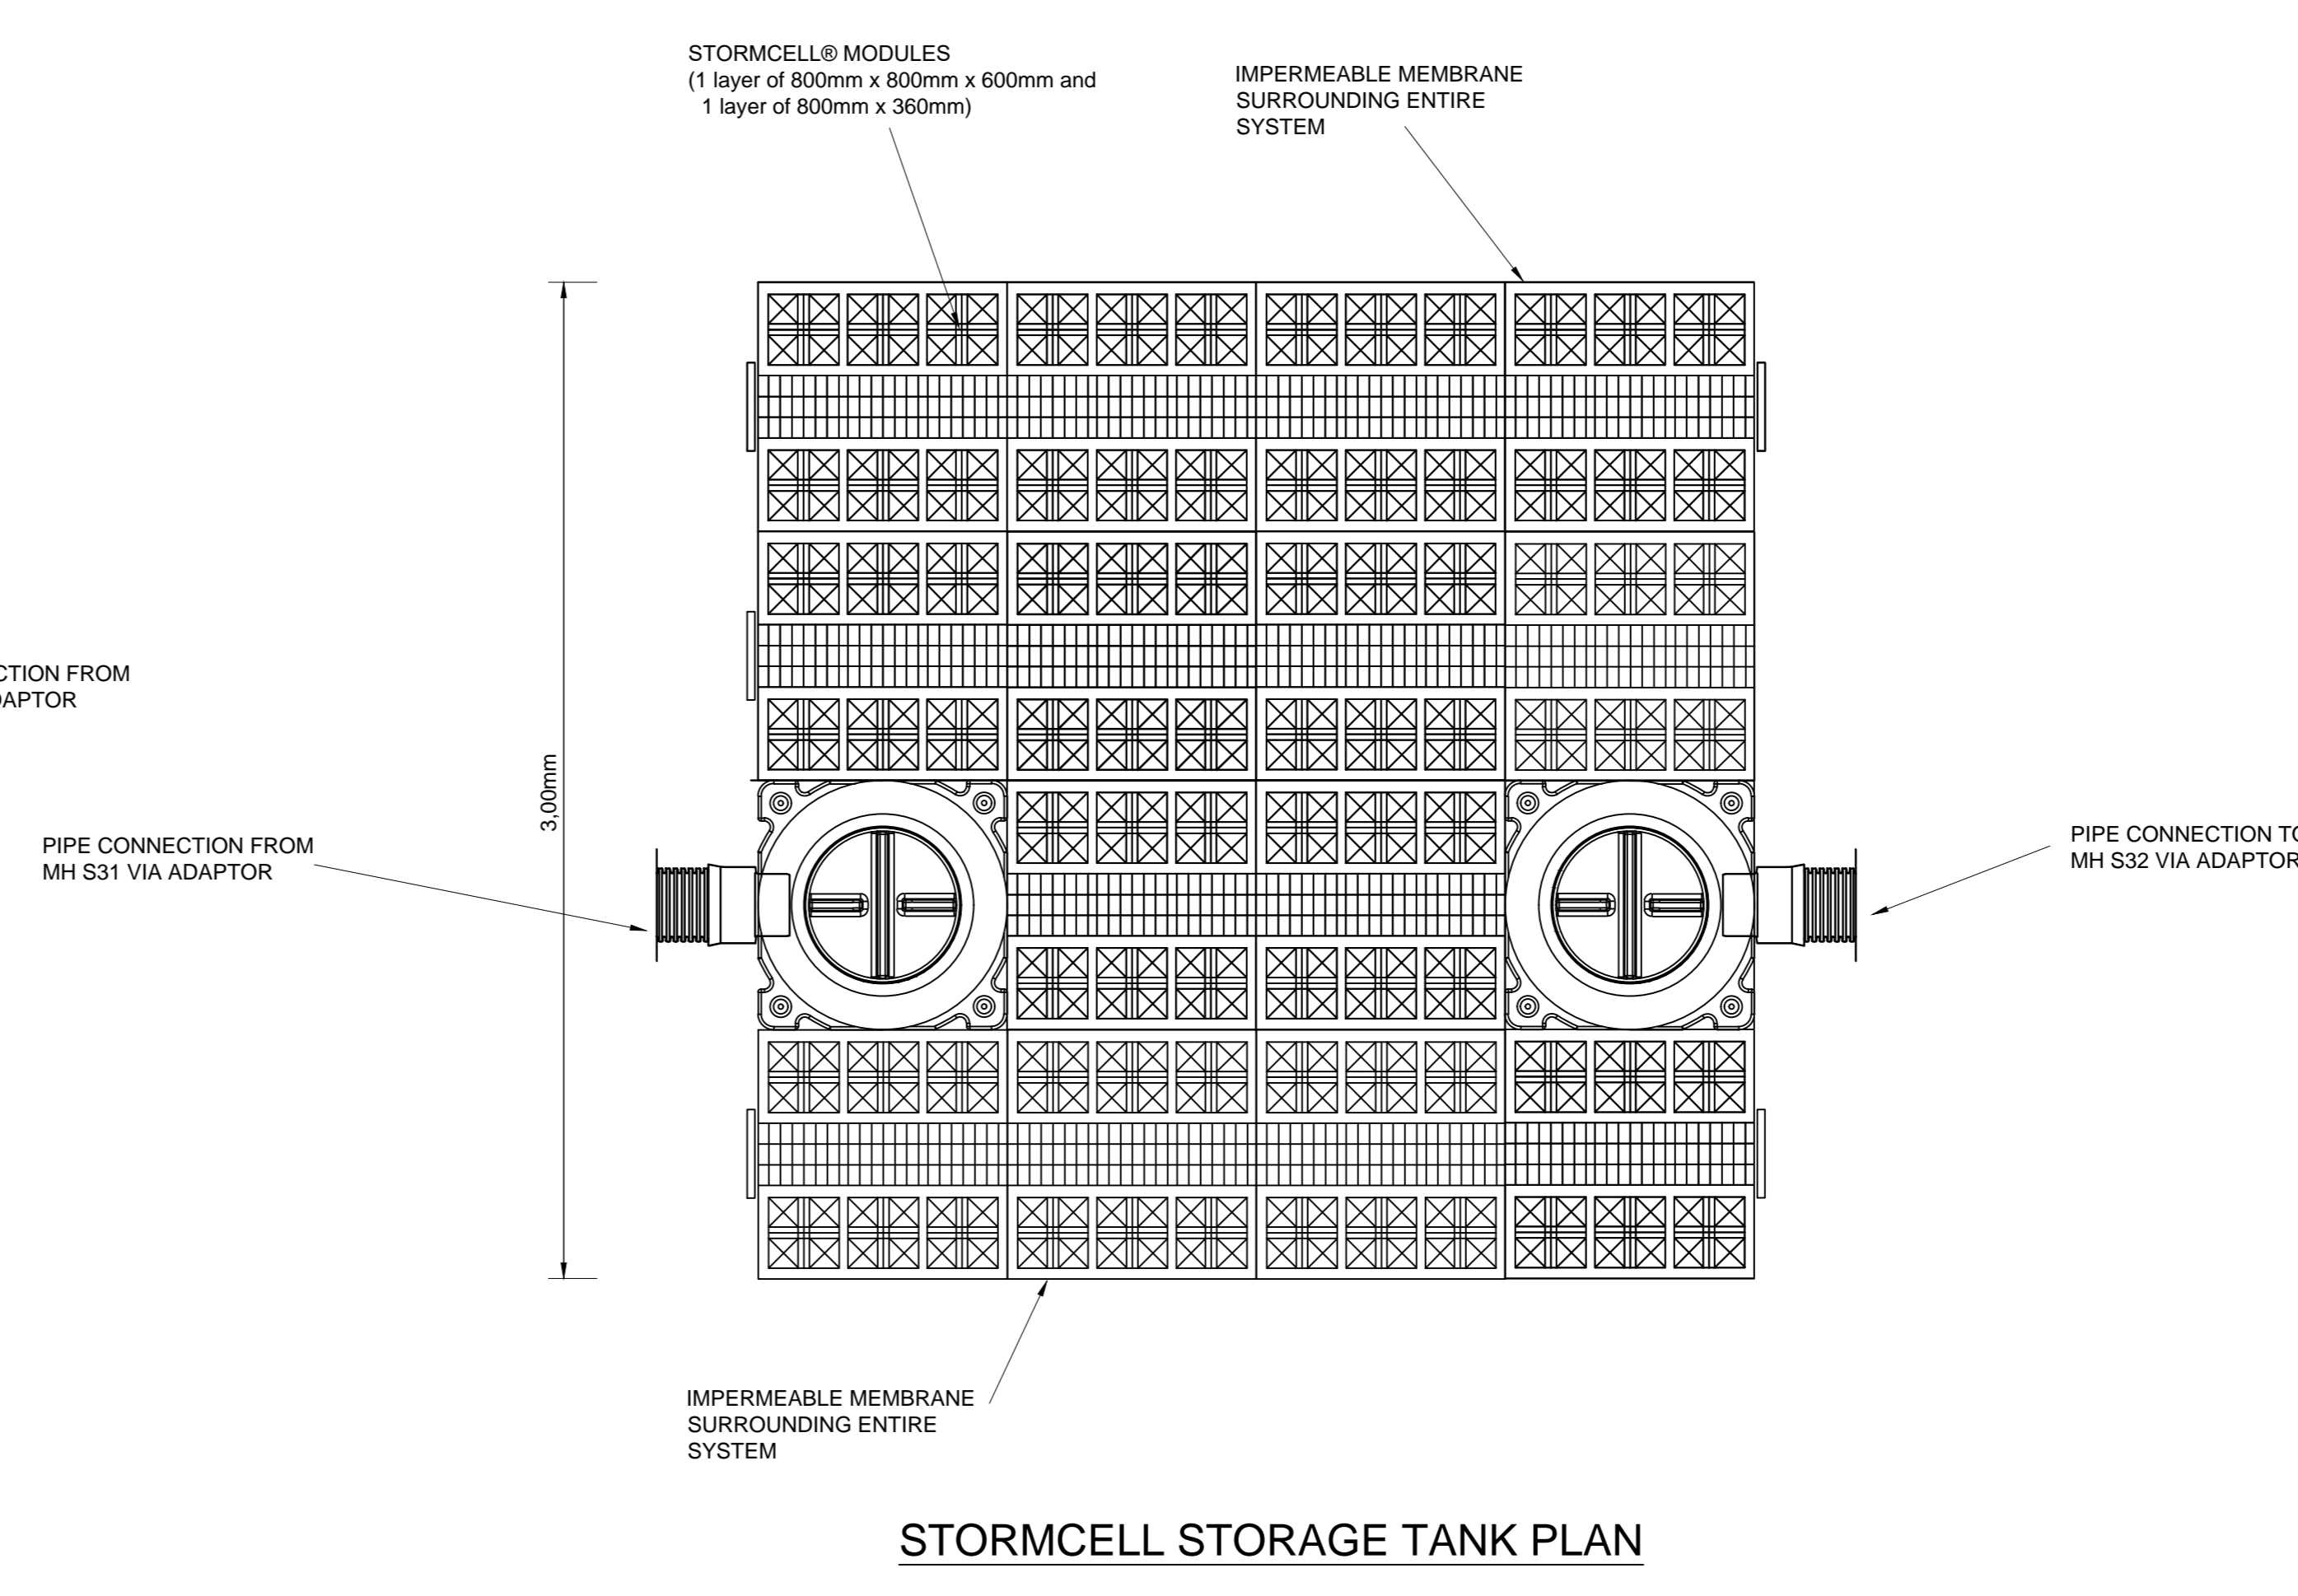 STORMCELL® MODULES
(1 layer of 800mm x 800mm x 600mm and
1 layer of 800mm x 360mm)
IMPERMEABLE MEMBRANE
SURROUNDING ENTIRE
SYSTEM
CTION FROM
DAPTOR
3,00mm
PIPE CONNECTION FROM
MH S31 VIA ADAPTOR
PIPE CONNECTION TO
MH S32 VIA ADAPTOR
IMPERMEABLE MEMBRANE
SURROUNDING ENTIRE
SYSTEM
STORMCELL STORAGE TANK PLAN